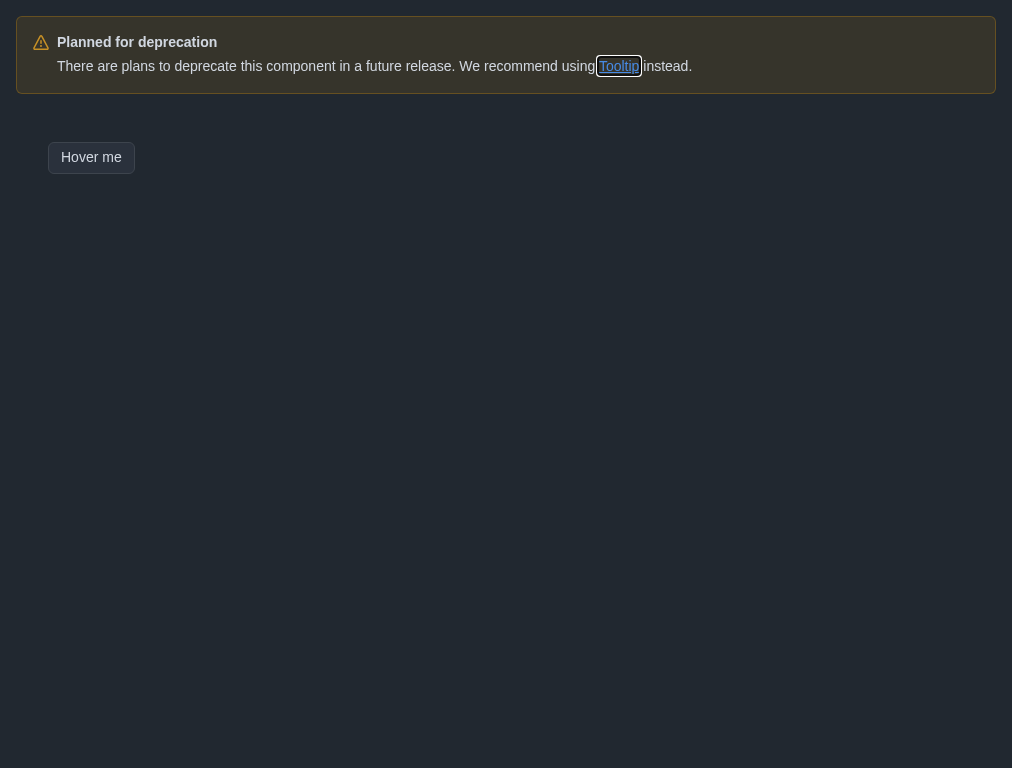 Planned for deprecation
There are plans to deprecate this component in a future release. We recommend using Tooltip instead.
Hover me